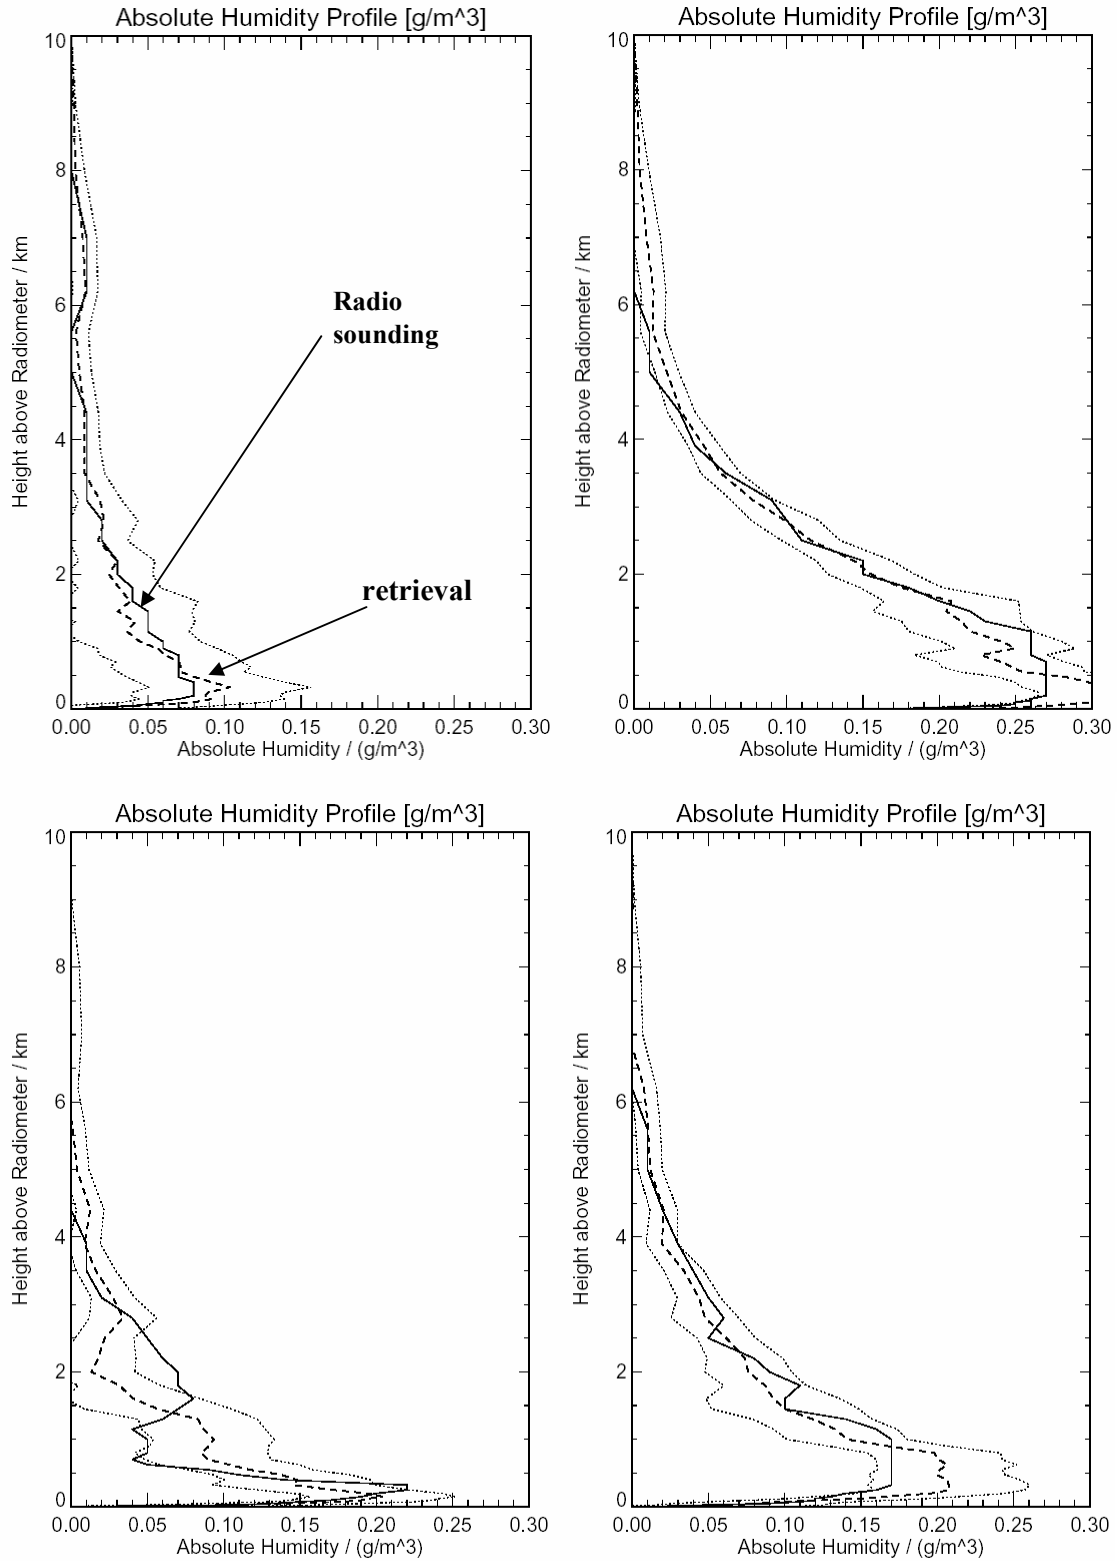 Absolute Humidity Profile [g/m^3]
10
8
6
4
2
0
Height above Radiometer / km
Radio
sounding
retrieval
0.00 0.05 0.10 0.15 0.20 0.25 0.30
Absolute Humidity / (g/m^3)
Absolute Humidity Profile [g/m^3]
10
8
6
4
2
0
Height above Radiometer / km
0.00 0.05 0.10 0.15 0.20 0.25 0.30
Absolute Humidity / (g/m^3)
Absolute Humidity Profile [g/m^3]
10
8
6
4
2
0
Height above Radiometer / km
0.00 0.05 0.10 0.15 0.20 0.25 0.30
Absolute Humidity / (g/m^3)
Absolute Humidity Profile [g/m^3]
10
8
6
4
2
0
Height above Radiometer / km
0.00 0.05 0.10 0.15 0.20 0.25 0.30
Absolute Humidity / (g/m^3)